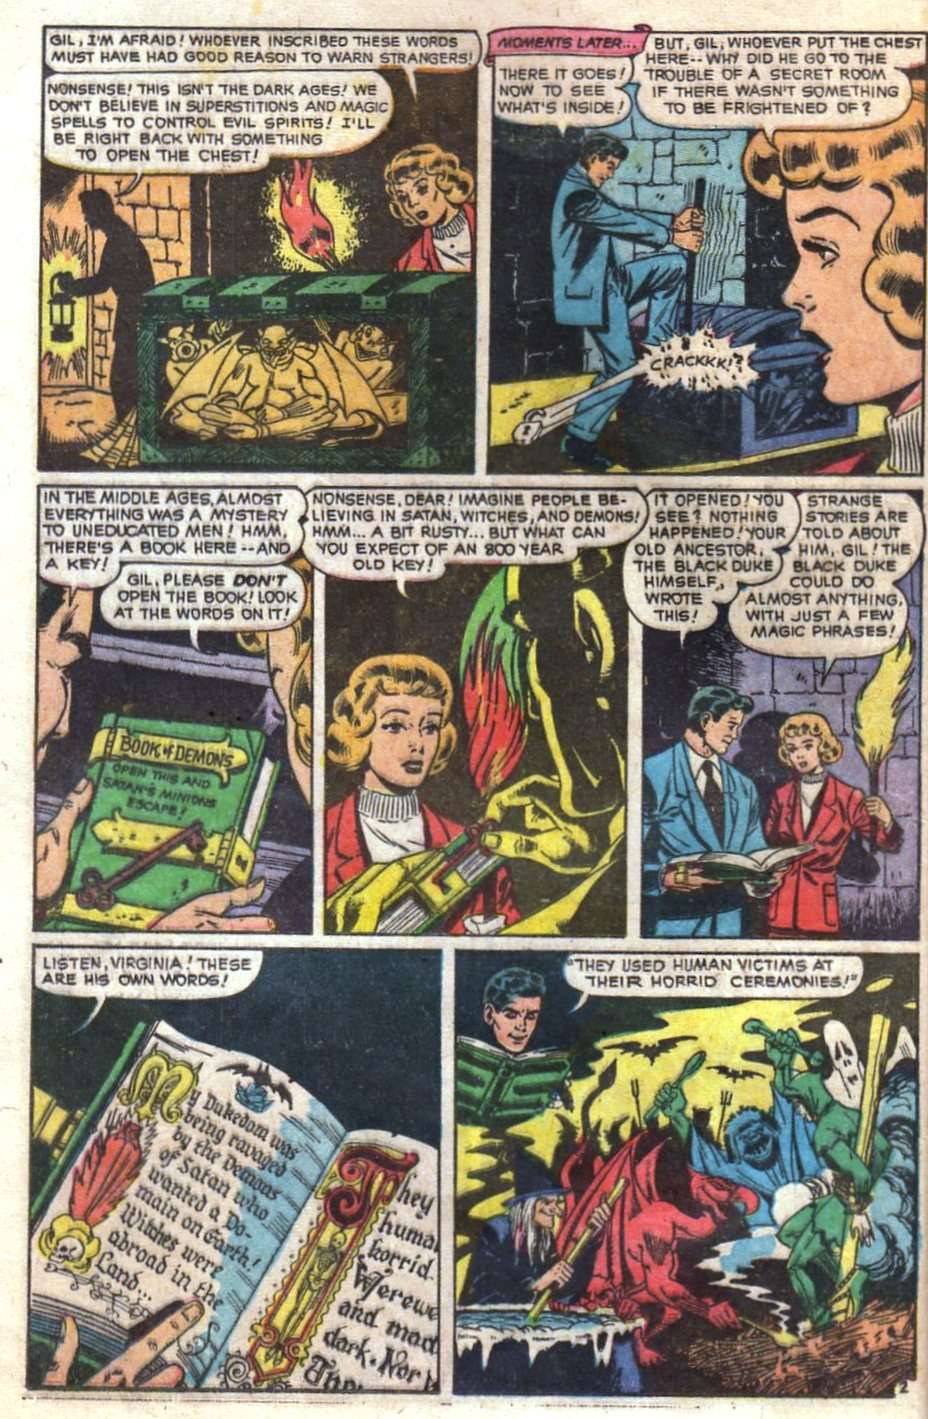 GIL, I'M AFRAID! WHOEVER INSCRIBED THESE WORDS
MUST HAVE HAD GOOD REASON TO WARN STRANGERS!
NONSENSE! THIS ISN'T THE DARK AGES! WE
DON'T BELIEVE IN SUPERSTITIONS AND MAGIC
SPELLS TO CONTROL EVIL SPIRITS! I'LL
BE RIGHT BACK WITH SOMETHING
TO OPEN THE CHEST!
MOMENTS LATER...
THERE IT GOES!
NOW TO SEE
WHAT'S INSIDE!
BUT, GIL, WHOEVER PUT THE CHEST
HERE--WHY DID HE GO TO THE
TROUBLE OF A SECRET ROOM
IF THERE WASN'T SOMETHING
TO BE FRIGHTENED OF?
CRACKKK!?
IN THE MIDDLE AGES, ALMOST
EVERYTHING WAS A MYSTERY
TO UNEDUCATED MEN! HMM,
THERE'S A BOOK HERE--AND
A KEY!
GIL, PLEASE DON'T
OPEN THE BOOK! LOOK
AT THE WORDS ON IT!
BOOK of DEMONS
OPEN THIS AND
SATAN'S MINIONS
ESCAPE!
NONSENSE, DEAR! IMAGINE PEOPLE BE-
LIEVING IN SATAN, WITCHES, AND DEMONS!
HMM... A BIT RUSTY... BUT WHAT CAN
YOU EXPECT OF AN 800 YEAR
OLD KEY!
IT OPENED! YOU
SEE? NOTHING
HAPPENED! YOUR
OLD ANCESTOR,
THE BLACK DUKE
HIMSELF,
WROTE
THIS!
STRANGE
STORIES ARE
TOLD ABOUT
HIM, GIL! THE
BLACK DUKE
COULD DO
ALMOST ANYTHING,
WITH JUST A FEW
MAGIC PHRASES!
LISTEN, VIRGINIA! THESE
ARE HIS OWN WORDS!
My Dukedom was
being ravaged
by the Demons
of Satan who
wanted a Do-
main on Earth!
Witches were
abroad in the
Land...
They
human
horrid
Werewo
and mad
dark. Nor
"THEY USED HUMAN VICTIMS AT
THEIR HORRID CEREMONIES!"
2